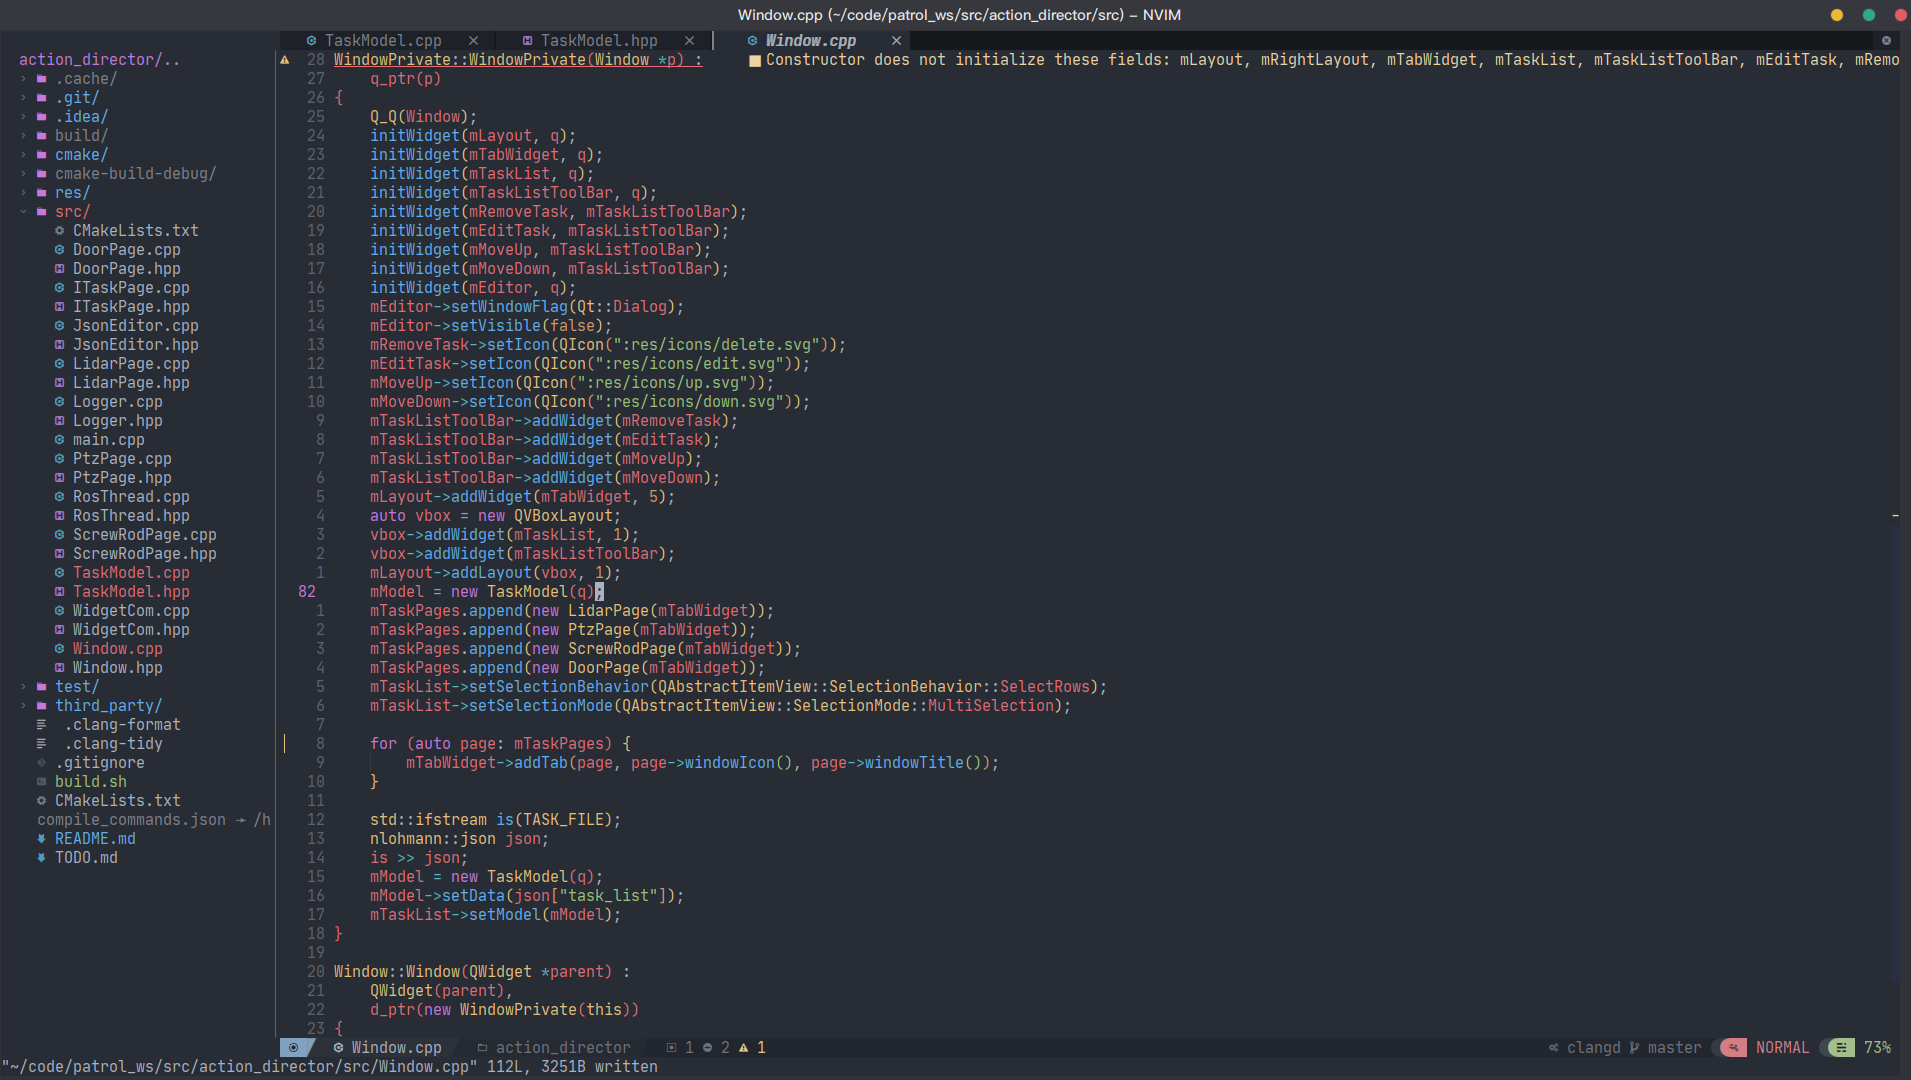 Window.cpp (~/code/patrol_ws/src/action_director/src) – NVIM
TaskModel.cpp
TaskModel.hpp
Window.cpp
action_director/..
.cache/
.git/
.idea/
build/
cmake/
cmake-build-debug/
res/
src/
CMakeLists.txt
DoorPage.cpp
DoorPage.hpp
ITaskPage.cpp
ITaskPage.hpp
JsonEditor.cpp
JsonEditor.hpp
LidarPage.cpp
LidarPage.hpp
Logger.cpp
Logger.hpp
main.cpp
PtzPage.cpp
PtzPage.hpp
RosThread.cpp
RosThread.hpp
ScrewRodPage.cpp
ScrewRodPage.hpp
TaskModel.cpp
TaskModel.hpp
WidgetCom.cpp
WidgetCom.hpp
Window.cpp
Window.hpp
test/
third_party/
.clang-format
.clang-tidy
.gitignore
build.sh
CMakeLists.txt
compile_commands.json → /h
README.md
TODO.md
28 WindowPrivate::WindowPrivate(Window *p) : Constructor does not initialize these fields: mLayout, mRightLayout, mTabWidget, mTaskList, mTaskListToolBar, mEditTask, mRemo
27 q_ptr(p)
26 {
25 Q_Q(Window);
24 initWidget(mLayout, q);
23 initWidget(mTabWidget, q);
22 initWidget(mTaskList, q);
21 initWidget(mTaskListToolBar, q);
20 initWidget(mRemoveTask, mTaskListToolBar);
19 initWidget(mEditTask, mTaskListToolBar);
18 initWidget(mMoveUp, mTaskListToolBar);
17 initWidget(mMoveDown, mTaskListToolBar);
16 initWidget(mEditor, q);
15 mEditor->setWindowFlag(Qt::Dialog);
14 mEditor->setVisible(false);
13 mRemoveTask->setIcon(QIcon(":res/icons/delete.svg"));
12 mEditTask->setIcon(QIcon(":res/icons/edit.svg"));
11 mMoveUp->setIcon(QIcon(":res/icons/up.svg"));
10 mMoveDown->setIcon(QIcon(":res/icons/down.svg"));
9 mTaskListToolBar->addWidget(mRemoveTask);
8 mTaskListToolBar->addWidget(mEditTask);
7 mTaskListToolBar->addWidget(mMoveUp);
6 mTaskListToolBar->addWidget(mMoveDown);
5 mLayout->addWidget(mTabWidget, 5);
4 auto vbox = new QVBoxLayout;
3 vbox->addWidget(mTaskList, 1);
2 vbox->addWidget(mTaskListToolBar);
1 mLayout->addLayout(vbox, 1);
82 mModel = new TaskModel(q);
1 mTaskPages.append(new LidarPage(mTabWidget));
2 mTaskPages.append(new PtzPage(mTabWidget));
3 mTaskPages.append(new ScrewRodPage(mTabWidget));
4 mTaskPages.append(new DoorPage(mTabWidget));
5 mTaskList->setSelectionBehavior(QAbstractItemView::SelectionBehavior::SelectRows);
6 mTaskList->setSelectionMode(QAbstractItemView::SelectionMode::MultiSelection);
7
8 for (auto page: mTaskPages) {
9 mTabWidget->addTab(page, page->windowIcon(), page->windowTitle());
10 }
11
12 std::ifstream is(TASK_FILE);
13 nlohmann::json json;
14 is >> json;
15 mModel = new TaskModel(q);
16 mModel->setData(json["task_list"]);
17 mTaskList->setModel(mModel);
18 }
19
20 Window::Window(QWidget *parent) :
21 QWidget(parent),
22 d_ptr(new WindowPrivate(this))
23 {
Window.cpp action_director 1 2 1 clangd master NORMAL 73%
"~/code/patrol_ws/src/action_director/src/Window.cpp" 112L, 3251B written